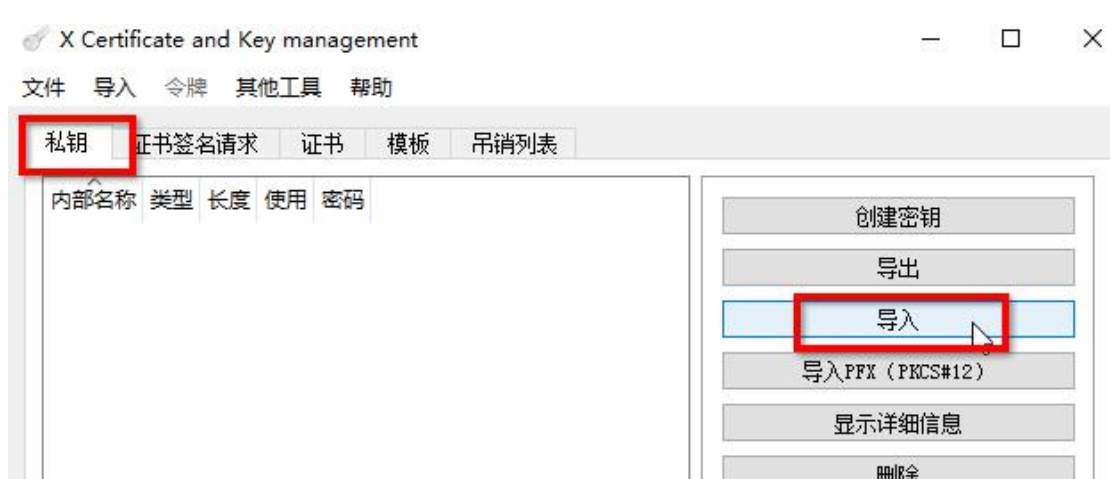 X Certificate and Key management
文件 导入 令牌 其他工具 帮助
私钥 证书签名请求 证书 模板 吊销列表
内部名称 类型 长度 使用 密码
创建密钥
导出
导入
导入PFX (PKCS#12)
显示详细信息
删除